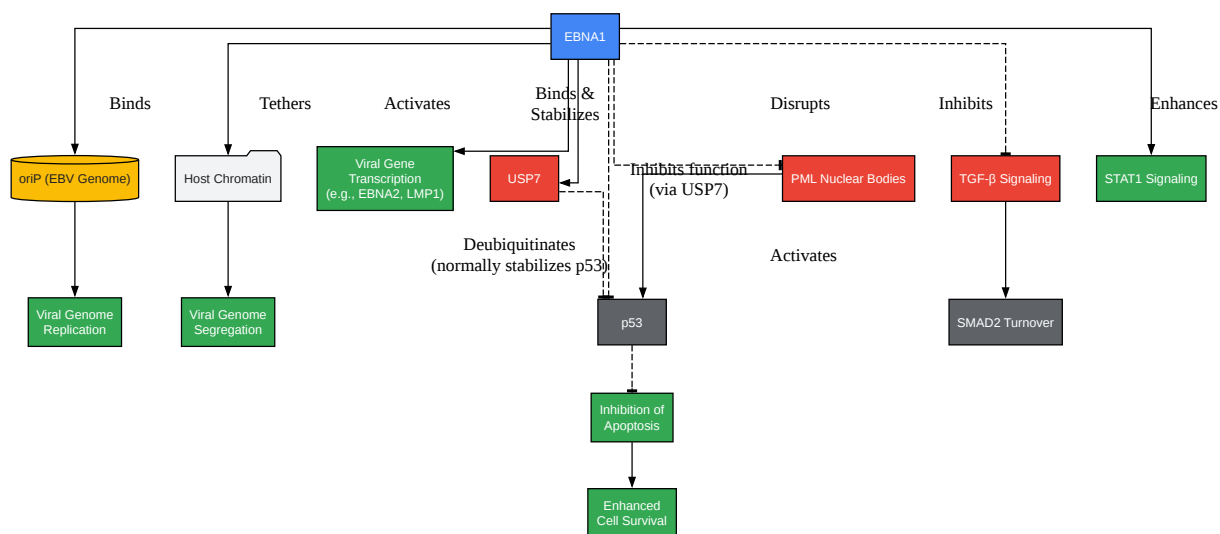 EBNA1
Binds
Tethers
Activates
Binds &
Stabilizes
Disrupts
Inhibits
Enhances
oriP (EBV Genome)
Host Chromatin
Viral Gene
Transcription
(e.g., EBNA2, LMP1)
USP7
Inhibits function
(via USP7)
PML Nuclear Bodies
TGF-β Signaling
STAT1 Signaling
Deubiquitinates
(normally stabilizes p53)
Activates
Viral Genome
Replication
Viral Genome
Segregation
p53
SMAD2 Turnover
Inhibition of
Apoptosis
Enhanced
Cell Survival